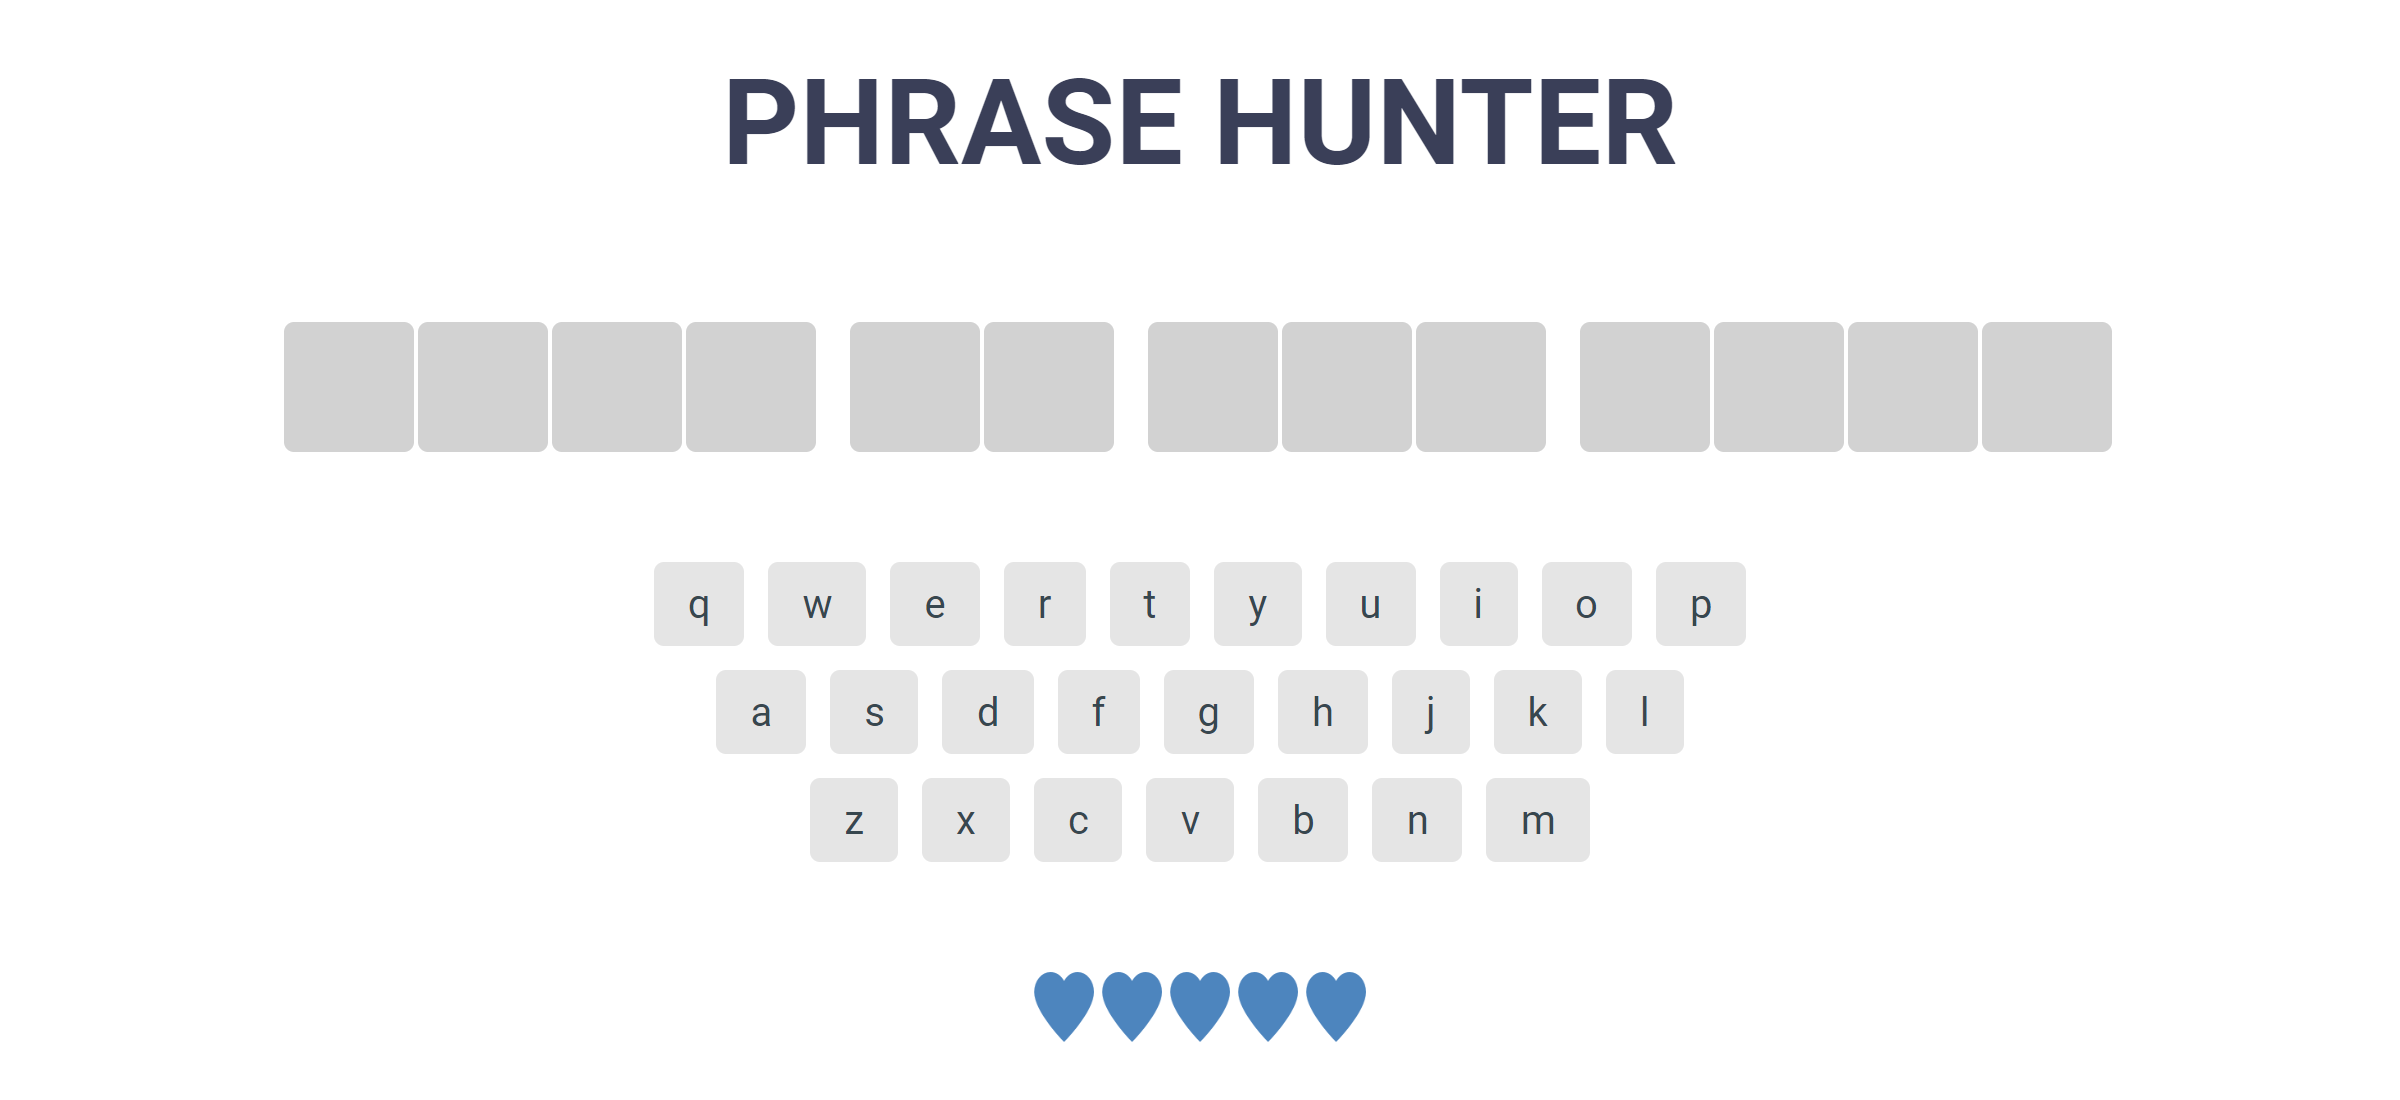 PHRASE HUNTER
q w e r t y u i o p
a s d f g h j k l
z x c v b n m